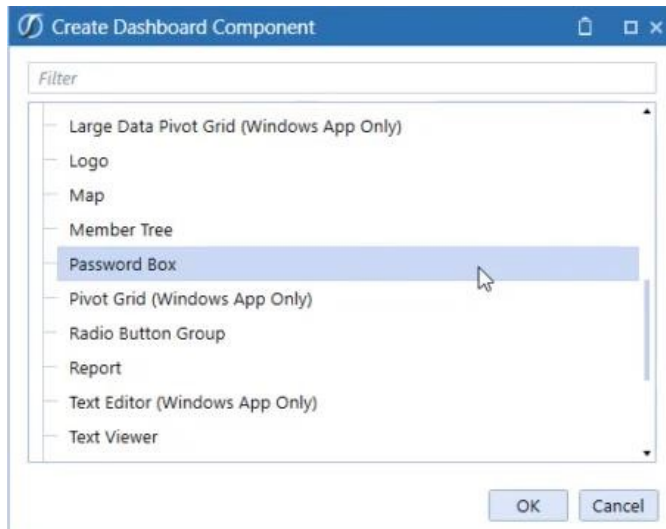 Create Dashboard Component
Filter
Large Data Pivot Grid (Windows App Only)
Logo
Map
Member Tree
Password Box
Pivot Grid (Windows App Only)
Radio Button Group
Report
Text Editor (Windows App Only)
Text Viewer
OK Cancel